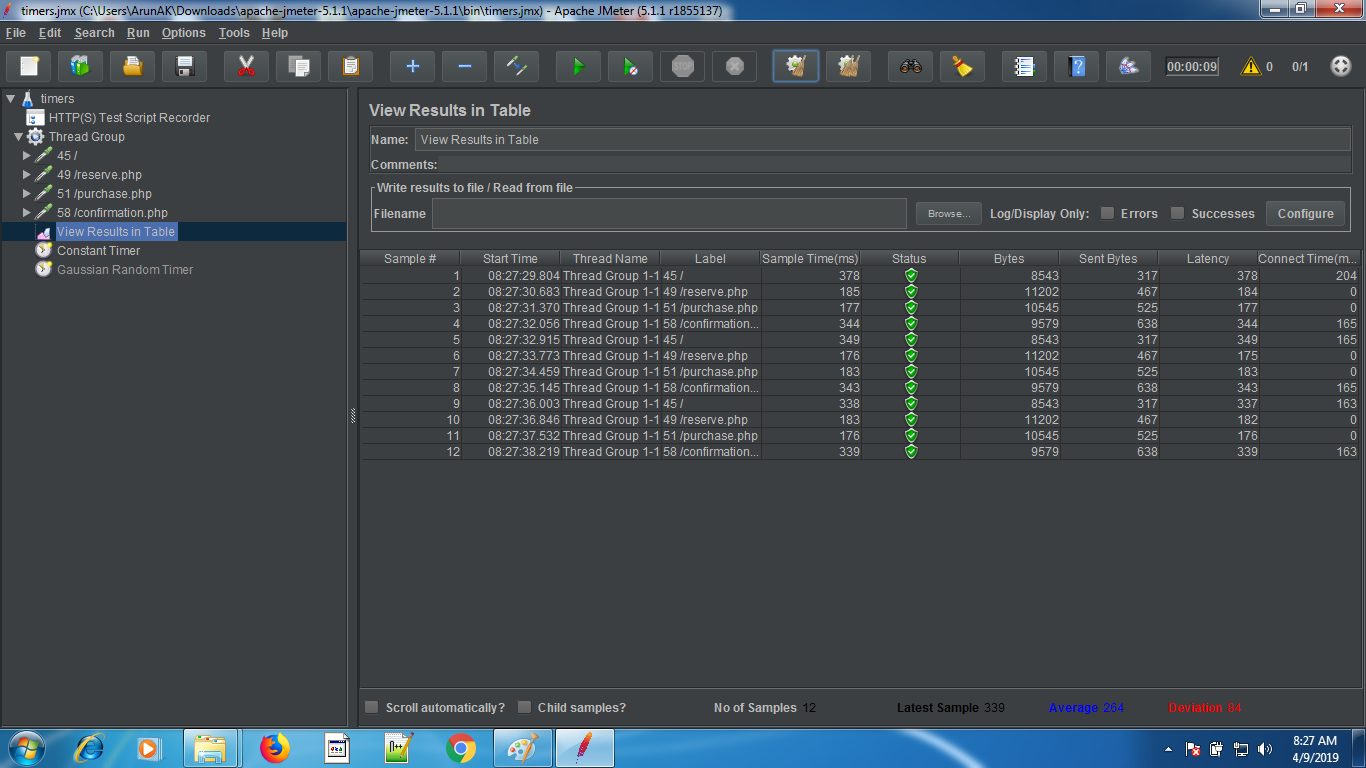 timers.jmx (C:\Users\ArunAK\Downloads\apache-jmeter-5.1.1\apache-jmeter-5.1.1\bin\timers.jmx) - Apache JMeter (5.1.1 r1855137)
File Edit Search Run Options Tools Help
STOP 00:00:09 0 0/1
timers
HTTP(S) Test Script Recorder
Thread Group
45 /
49 /reserve.php
51 /purchase.php
58 /confirmation.php
View Results in Table
Constant Timer
Gaussian Random Timer
View Results in Table
Name: View Results in Table
Comments:
Write results to file / Read from file
Filename Browse... Log/Display Only: Errors Successes Configure
Sample # Start Time Thread Name Label Sample Time(ms) Status Bytes Sent Bytes Latency Connect Time(m...
1 08:27:29.804 Thread Group 1-1 45 / 378 8543 317 378 204
2 08:27:30.683 Thread Group 1-1 49 /reserve.php 185 11202 467 184 0
3 08:27:31.370 Thread Group 1-1 51 /purchase.php 177 10545 525 177 0
4 08:27:32.056 Thread Group 1-1 58 /confirmation... 344 9579 638 344 165
5 08:27:32.915 Thread Group 1-1 45 / 349 8543 317 349 165
6 08:27:33.773 Thread Group 1-1 49 /reserve.php 176 11202 467 175 0
7 08:27:34.459 Thread Group 1-1 51 /purchase.php 183 10545 525 183 0
8 08:27:35.145 Thread Group 1-1 58 /confirmation... 343 9579 638 343 165
9 08:27:36.003 Thread Group 1-1 45 / 338 8543 317 337 163
10 08:27:36.846 Thread Group 1-1 49 /reserve.php 183 11202 467 182 0
11 08:27:37.532 Thread Group 1-1 51 /purchase.php 176 10545 525 176 0
12 08:27:38.219 Thread Group 1-1 58 /confirmation... 339 9579 638 339 163
Scroll automatically? Child samples? No of Samples 12 Latest Sample 339 Average 264 Deviation 84
8:27 AM
4/9/2019